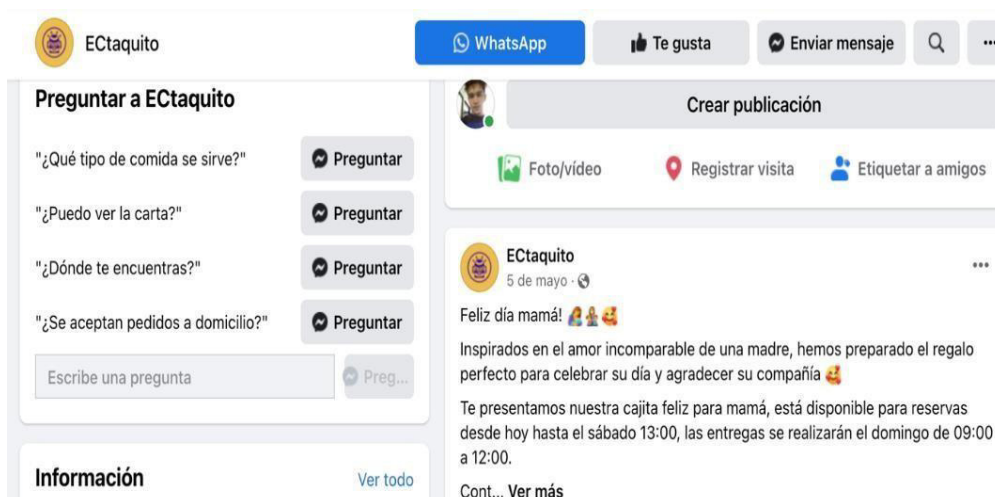 ECtaquito
WhatsApp
Te gusta
Enviar mensaje
Preguntar a ECtaquito
"¿Qué tipo de comida se sirve?"
Preguntar
"¿Puedo ver la carta?"
Preguntar
"¿Dónde te encuentras?"
Preguntar
"¿Se aceptan pedidos a domicilio?"
Preguntar
Escribe una pregunta
Preg...
Información
Ver todo
Crear publicación
Foto/vídeo
Registrar visita
Etiquetar a amigos
ECtaquito
5 de mayo ·
Feliz día mamá!
Inspirados en el amor incomparable de una madre, hemos preparado el regalo
perfecto para celebrar su día y agradecer su compañía
Te presentamos nuestra cajita feliz para mamá, está disponible para reservas
desde hoy hasta el sábado 13:00, las entregas se realizarán el domingo de 09:00
a 12:00.
Cont... Ver más